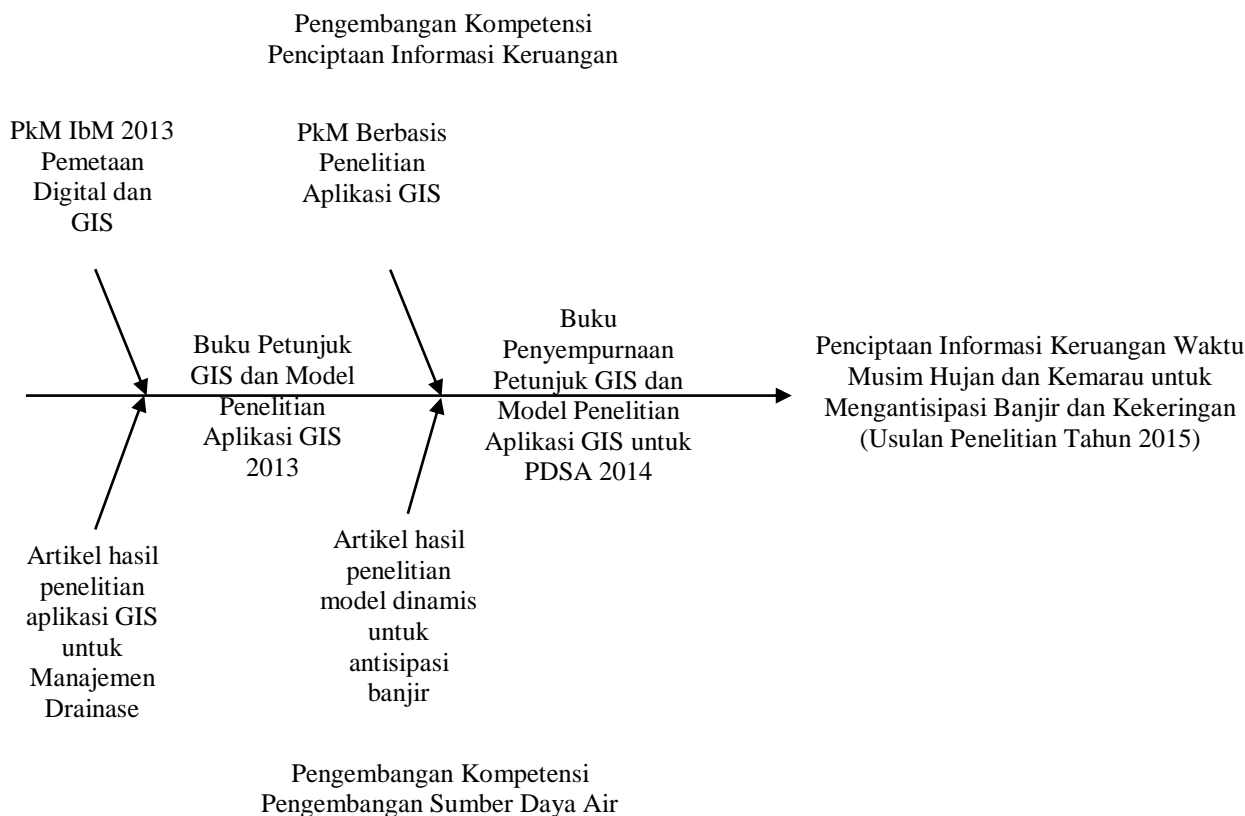 Pengembangan Kompetensi
Penciptaan Informasi Keruangan
PkM IbM 2013
Pemetaan
Digital dan
GIS
PkM Berbasis
Penelitian
Aplikasi GIS
Buku Petunjuk
GIS dan Model
Penelitian
Aplikasi GIS
2013
Buku
Penyempurnaan
Petunjuk GIS dan
Model Penelitian
Aplikasi GIS untuk
PDSA 2014
Penciptaan Informasi Keruangan Waktu
Musim Hujan dan Kemarau untuk
Mengantisipasi Banjir dan Kekeringan
(Usulan Penelitian Tahun 2015)
Artikel hasil
penelitian
aplikasi GIS
untuk
Manajemen
Drainase
Artikel hasil
penelitian
model dinamis
untuk
antisipasi
banjir
Pengembangan Kompetensi
Pengembangan Sumber Daya Air